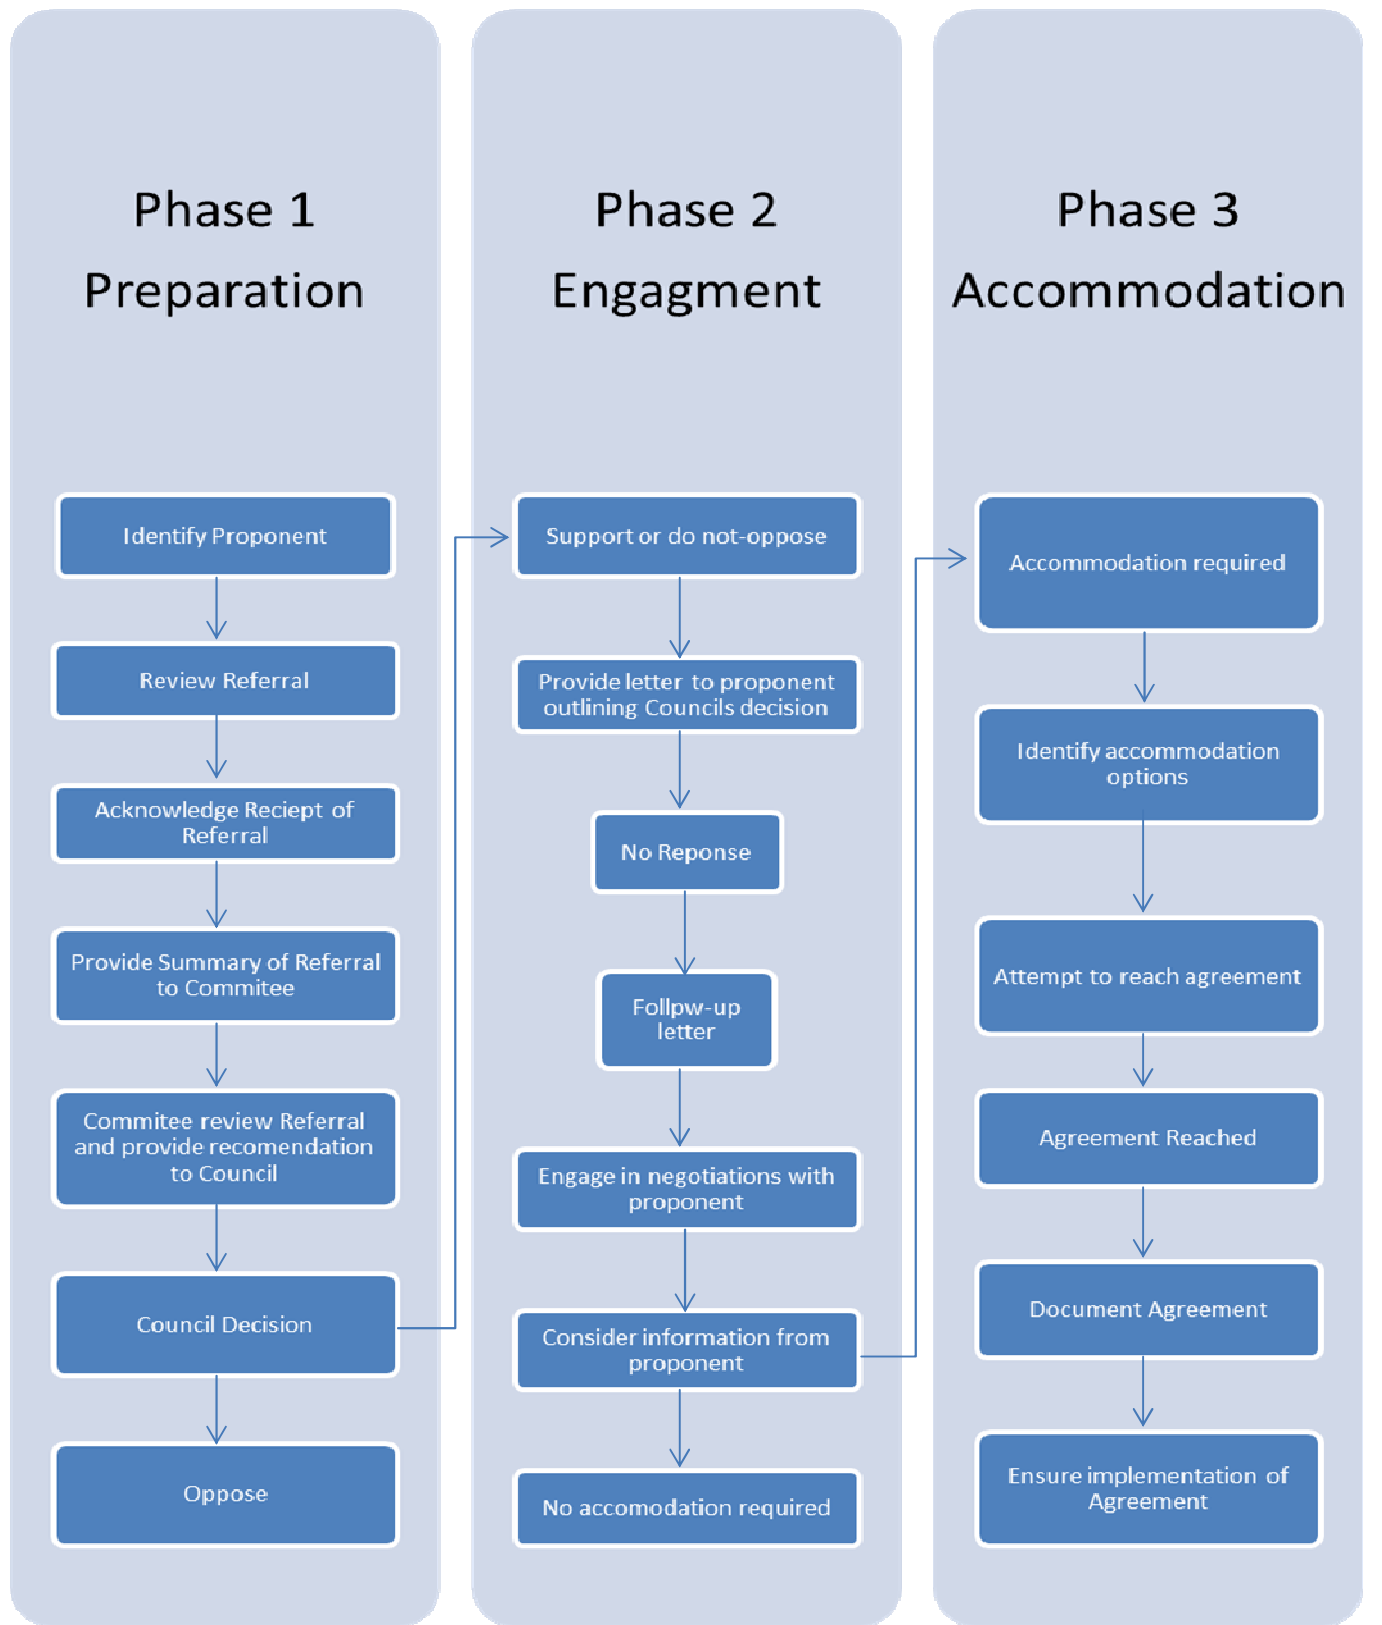 Phase 1
Preparation
Identify Proponent
Review Referral
Acknowledge Reciept of
Referral
Provide Summary of Referral
to Commitee
Commitee review Referral
and provide recomendation
to Council
Council Decision
Oppose
Phase 2
Engagment
Support or do not-oppose
Provide letter to proponent
outlining Councils decision
No Reponse
Follpw-up
letter
Engage in negotiations with
proponent
Consider information from
proponent
No accomodation required
Phase 3
Accommodation
Accommodation required
Identify accommodation
options
Attempt to reach agreement
Agreement Reached
Document Agreement
Ensure implementation of
Agreement